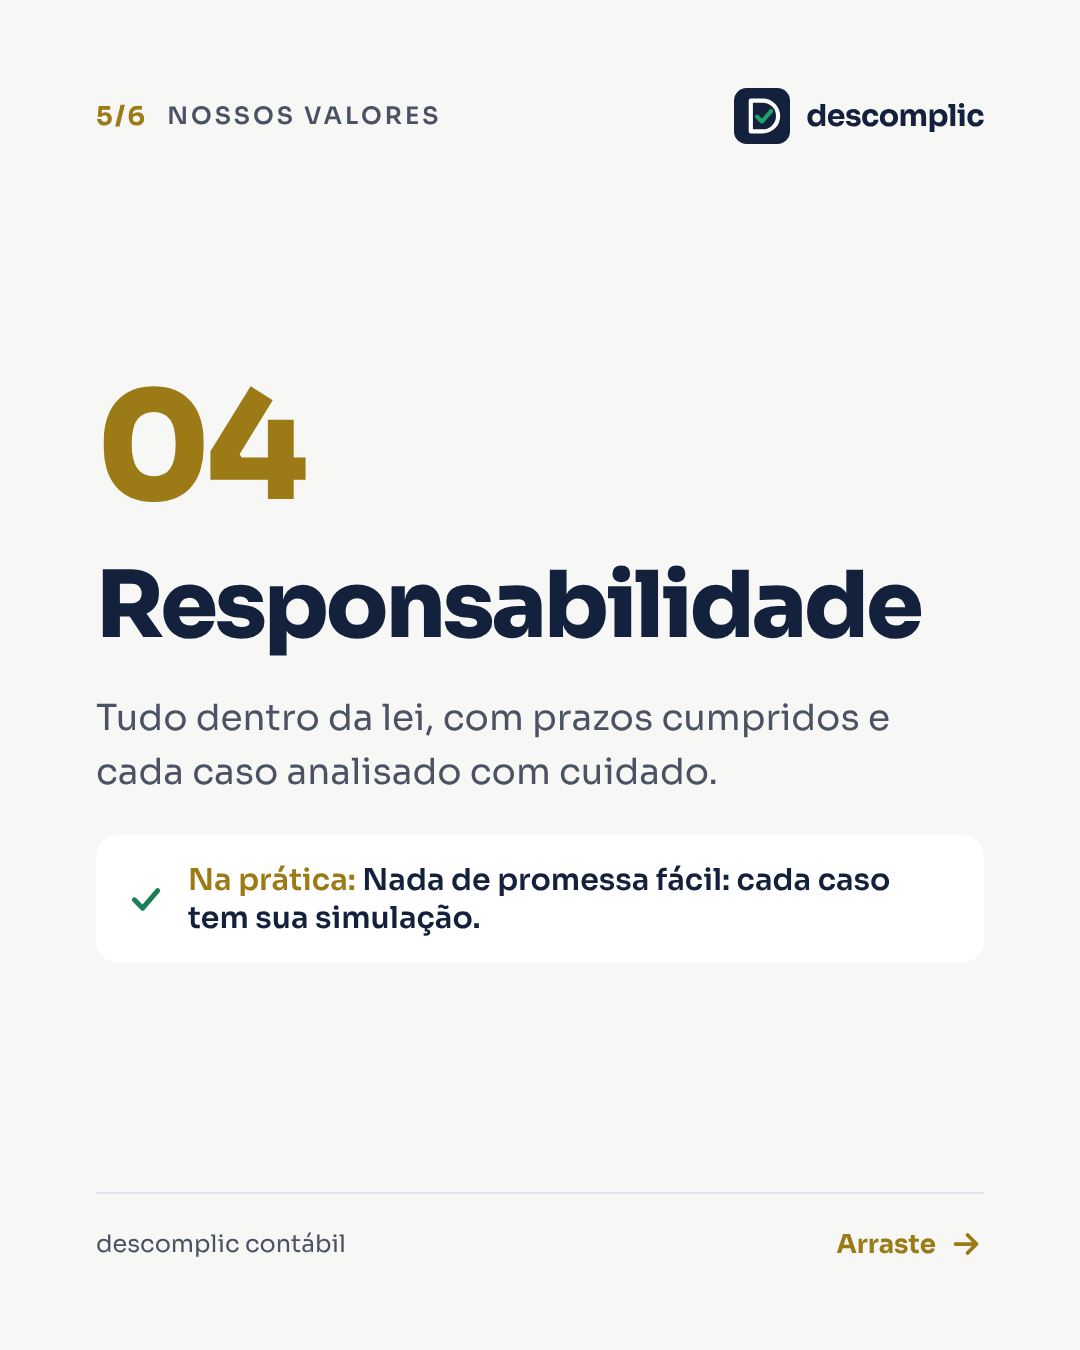 5/6 NOSSOS VALORES
descomplic
04
Responsabilidade
Tudo dentro da lei, com prazos cumpridos e
cada caso analisado com cuidado.
Na prática: Nada de promessa fácil: cada caso
tem sua simulação.
descomplic contábil
Arraste →